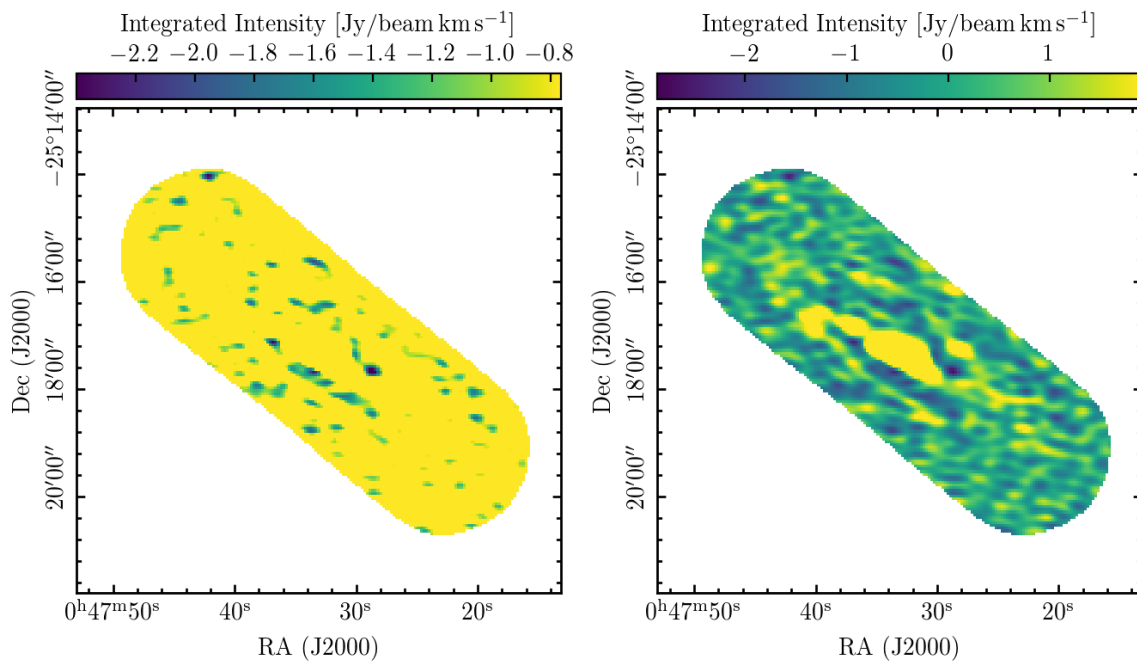 Integrated Intensity [Jy/beam km s⁻¹]
−2.2 −2.0 −1.8 −1.6 −1.4 −1.2 −1.0 −0.8
−25°14′00″
16′00″
18′00″
20′00″
Dec (J2000)
0ʰ47ᵐ50ˢ 40ˢ 30ˢ 20ˢ
RA (J2000)
Integrated Intensity [Jy/beam km s⁻¹]
−2 −1 0 1
−25°14′00″
16′00″
18′00″
20′00″
Dec (J2000)
0ʰ47ᵐ50ˢ 40ˢ 30ˢ 20ˢ
RA (J2000)